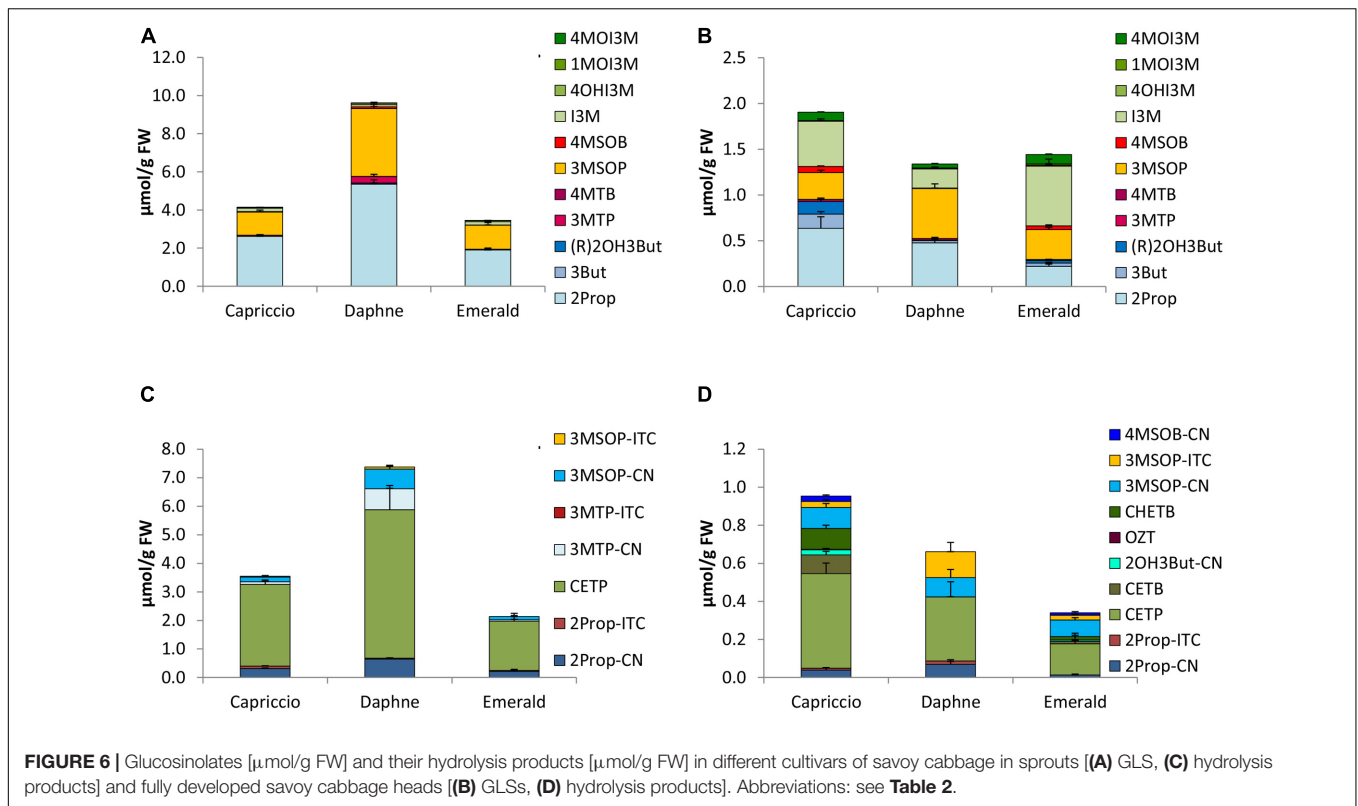 A
12.0
10.0
8.0
6.0
4.0
2.0
0.0
µmol/g FW
Capriccio
Daphne
Emerald
4MOI3M
1MOI3M
4OHI3M
I3M
4MSOB
3MSOP
4MTB
3MTP
(R)2OH3But
3But
2Prop
B
2.5
2.0
1.5
1.0
0.5
0.0
µmol/g FW
Capriccio
Daphne
Emerald
4MOI3M
1MOI3M
4OHI3M
I3M
4MSOB
3MSOP
4MTB
3MTP
(R)2OH3But
3But
2Prop
C
8.0
7.0
6.0
5.0
4.0
3.0
2.0
1.0
0.0
µmol/g FW
Capriccio
Daphne
Emerald
3MSOP-ITC
3MSOP-CN
3MTP-ITC
3MTP-CN
CETP
2Prop-ITC
2Prop-CN
D
1.2
1.0
0.8
0.6
0.4
0.2
0.0
µmol/g FW
Capriccio
Daphne
Emerald
4MSOB-CN
3MSOP-ITC
3MSOP-CN
CHETB
OZT
2OH3But-CN
CETB
CETP
2Prop-ITC
2Prop-CN
FIGURE 6 | Glucosinolates [µmol/g FW] and their hydrolysis products [µmol/g FW] in different cultivars of savoy cabbage in sprouts [(A) GLS, (C) hydrolysis
products] and fully developed savoy cabbage heads [(B) GLSs, (D) hydrolysis products]. Abbreviations: see Table 2.